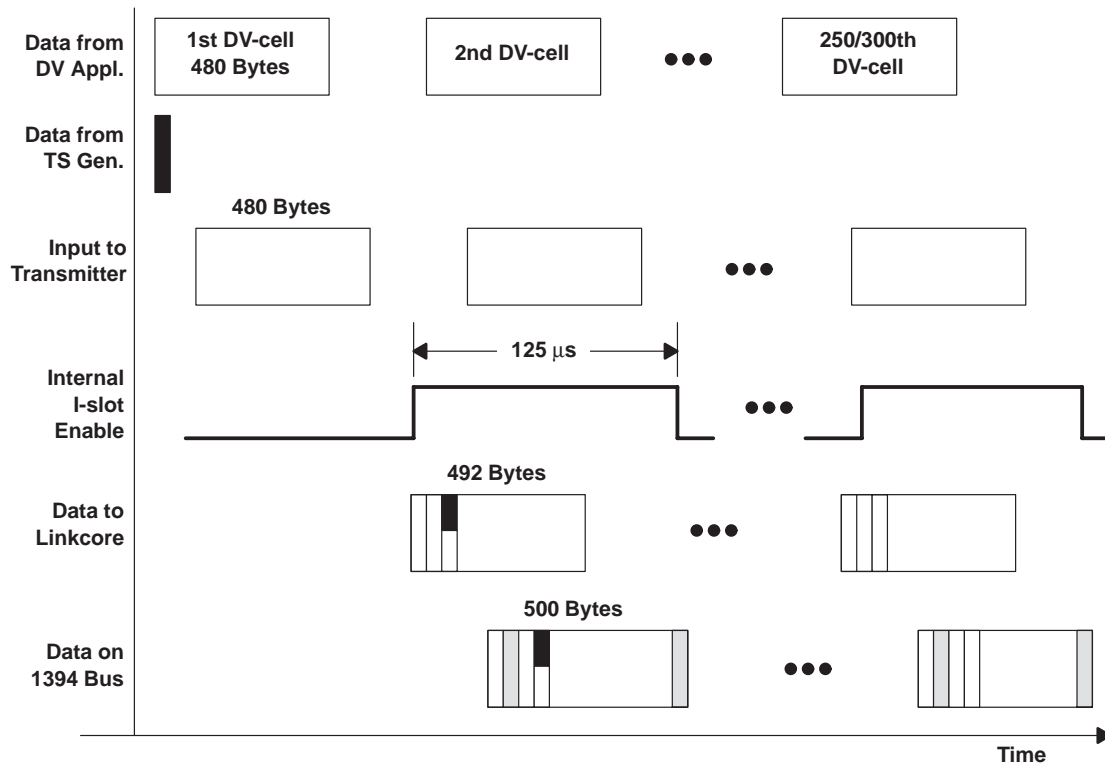 Data from
DV Appl.
1st DV-cell
480 Bytes
2nd DV-cell
250/300th
DV-cell
Data from
TS Gen.
480 Bytes
Input to
Transmitter
125 μs
Internal
I-slot
Enable
492 Bytes
Data to
Linkcore
500 Bytes
Data on
1394 Bus
Time